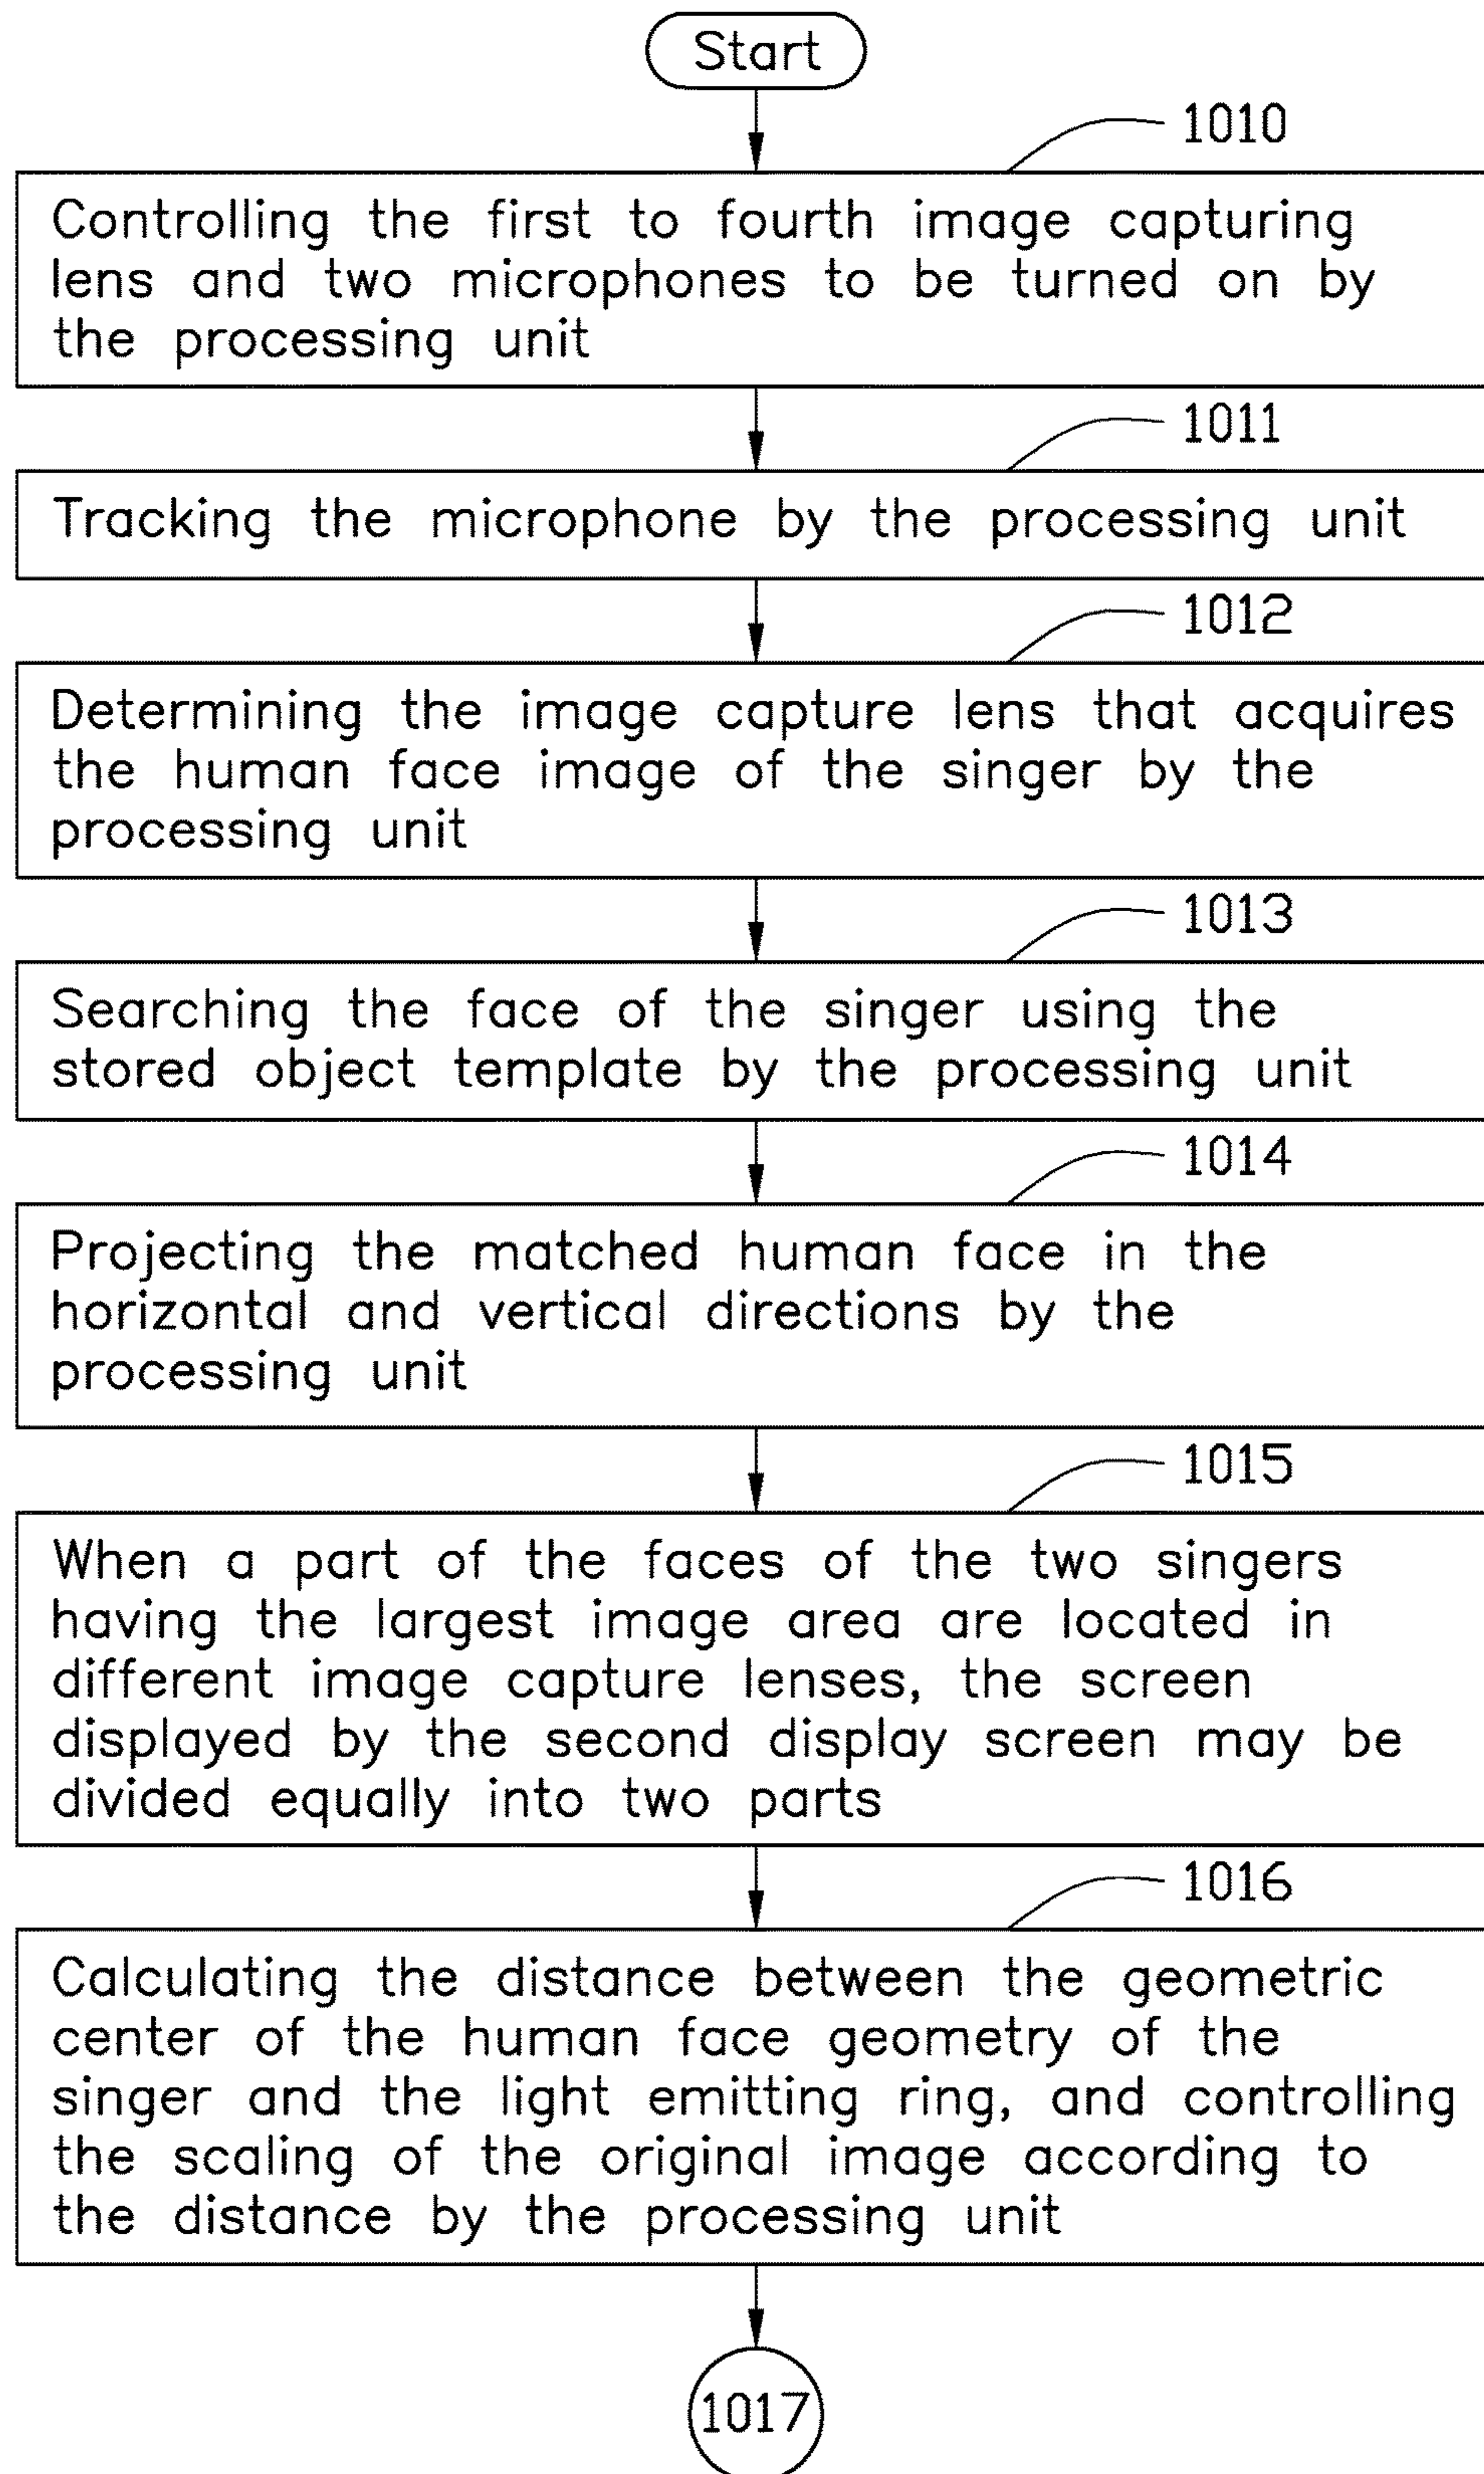 Start
1010
Controlling the first to fourth image capturing
lens and two microphones to be turned on by
the processing unit
1011
Tracking the microphone by the processing unit
1012
Determining the image capture lens that acquires
the human face image of the singer by the
processing unit
1013
Searching the face of the singer using the
stored object template by the processing unit
1014
Projecting the matched human face in the
horizontal and vertical directions by the
processing unit
1015
When a part of the faces of the two singers
having the largest image area are located in
different image capture lenses, the screen
displayed by the second display screen may be
divided equally into two parts
1016
Calculating the distance between the geometric
center of the human face geometry of the
singer and the light emitting ring, and controlling
the scaling of the original image according to
the distance by the processing unit
1017